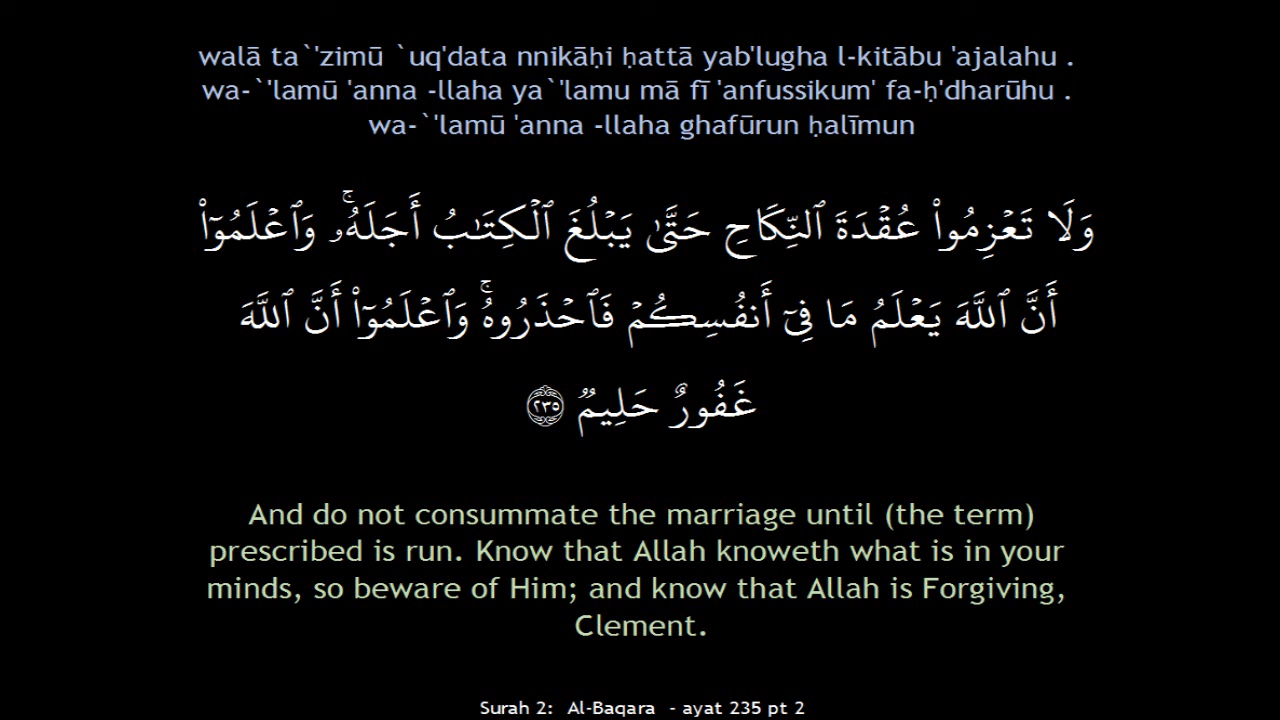 walā ta`'zimū `uq'data nnikāḥi ḥattā yab'lugha l-kitābu 'ajalahu .
wa-`'lamū 'anna -llaha ya`'lamu mā fī 'anfussikum' fa-ḥ'dharūhu .
wa-`'lamū 'anna -llaha ghafūrun ḥalīmun
وَلَا تَعْزِمُوا۟ عُقْدَةَ ٱلنِّكَاحِ حَتَّىٰ يَبْلُغَ ٱلْكِتَـٰبُ أَجَلَهُۥ ۚ وَٱعْلَمُوٓا۟
أَنَّ ٱللَّهَ يَعْلَمُ مَا فِىٓ أَنفُسِكُمْ فَٱحْذَرُوهُ ۚ وَٱعْلَمُوٓا۟ أَنَّ ٱللَّهَ
غَفُورٌ حَلِيمٌ ۝٢٣٥
And do not consummate the marriage until (the term)
prescribed is run. Know that Allah knoweth what is in your
minds, so beware of Him; and know that Allah is Forgiving,
Clement.
Surah 2: Al-Baqara - ayat 235 pt 2